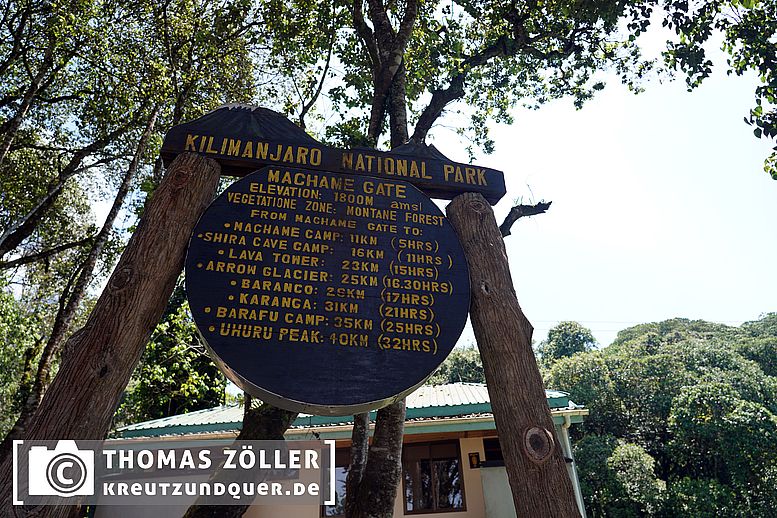 KILIMANJARO NATIONAL PARK
MACHAME GATE
ELEVATION: 1800M amsl
VEGETATIONE ZONE: MONTANE FOREST
FROM MACHAME GATE TO:
• MACHAME CAMP: 11KM (5HRS)
• SHIRA CAVE CAMP: 16KM (11HRS)
• LAVA TOWER: 23KM (15HRS)
• ARROW GLACIER: 25KM (16.30HRS)
• BARANCO: 26KM (17HRS)
• KARANGA: 31KM (21HRS)
• BARAFU CAMP: 35KM (25HRS)
• UHURU PEAK: 40KM (32HRS)
© THOMAS ZÖLLER
KREUTZUNDQUER.DE